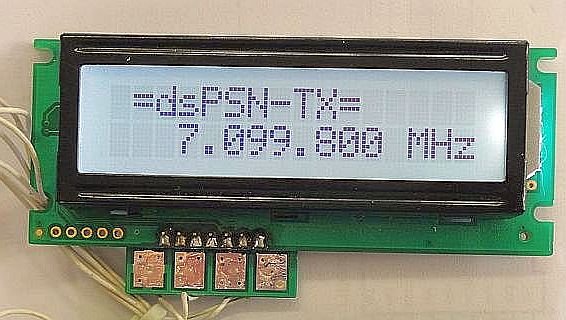 =dsPSN-TX=
7.099.800 MHz